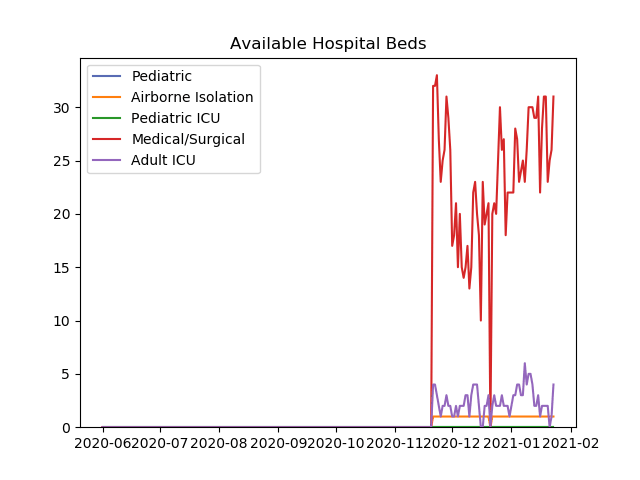 Available Hospital Beds
Pediatric
Airborne Isolation
Pediatric ICU
Medical/Surgical
Adult ICU
30
25
20
15
10
5
0
2020-06 2020-07 2020-08 2020-09 2020-10 2020-11 2020-12 2021-01 2021-02